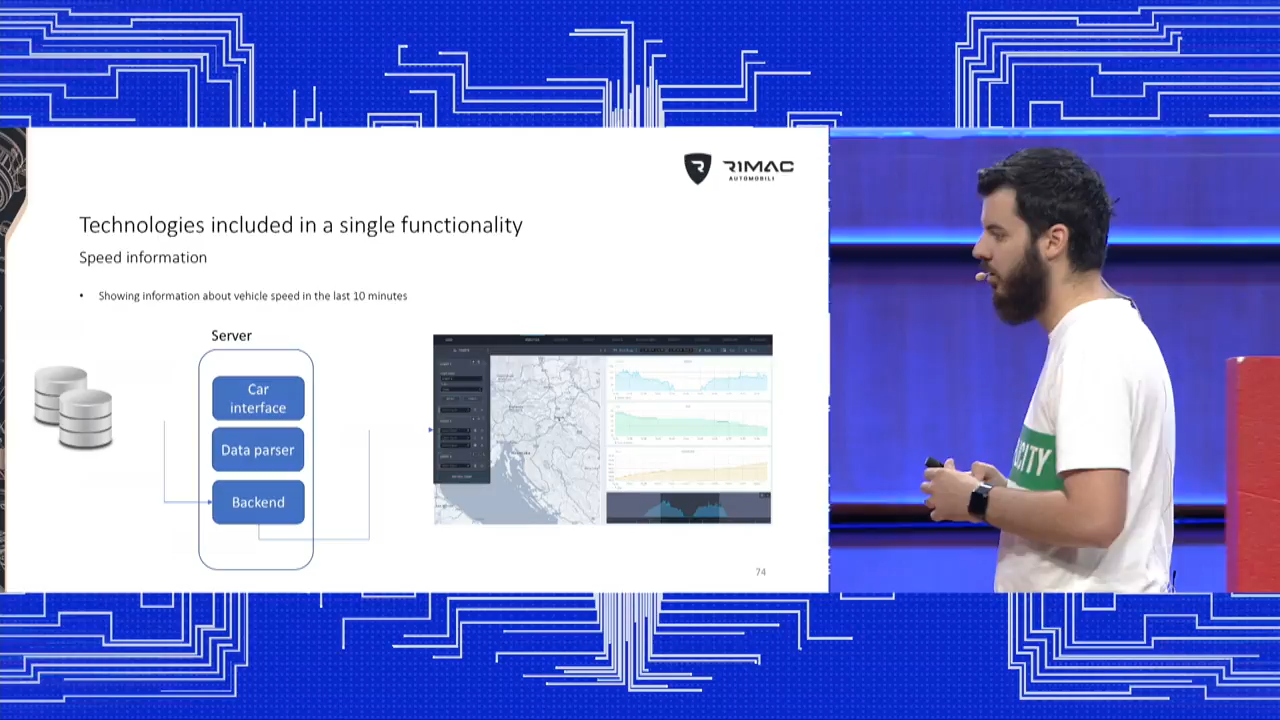 RIMAC
AUTOMOBILI
Technologies included in a single functionality
Speed information
• Showing information about vehicle speed in the last 10 minutes
Server
Car
interface
Data parser
Backend
74
CITY